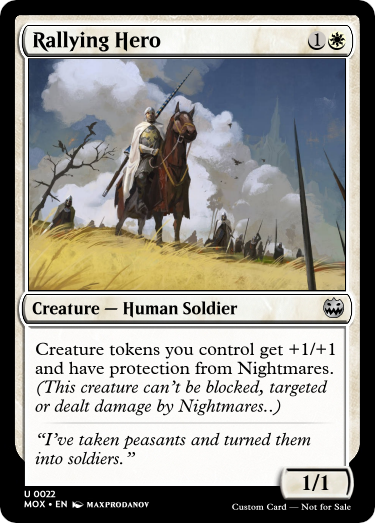 Rallying Hero 1
Creature — Human Soldier
Creature tokens you control get +1/+1
and have protection from Nightmares.
(This creature can't be blocked, targeted
or dealt damage by Nightmares..)
“I've taken peasants and turned them
into soldiers.”
1/1
U 0022
MOX • EN MAXPRODANOV
Custom Card — Not for Sale